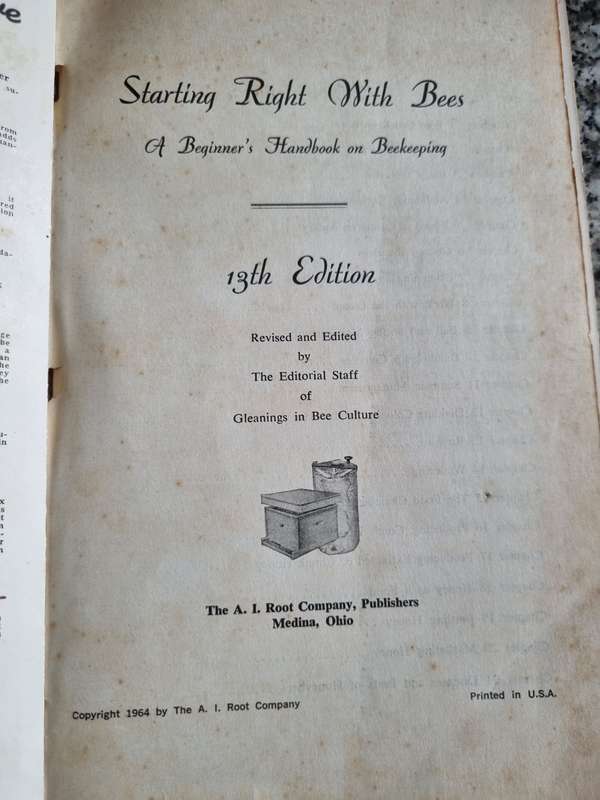 Starting Right With Bees
A Beginner's Handbook on Beekeeping
13th Edition
Revised and Edited
by
The Editorial Staff
of
Gleanings in Bee Culture
The A. I. Root Company, Publishers
Medina, Ohio
Copyright 1964 by The A. I. Root Company
Printed in U.S.A.